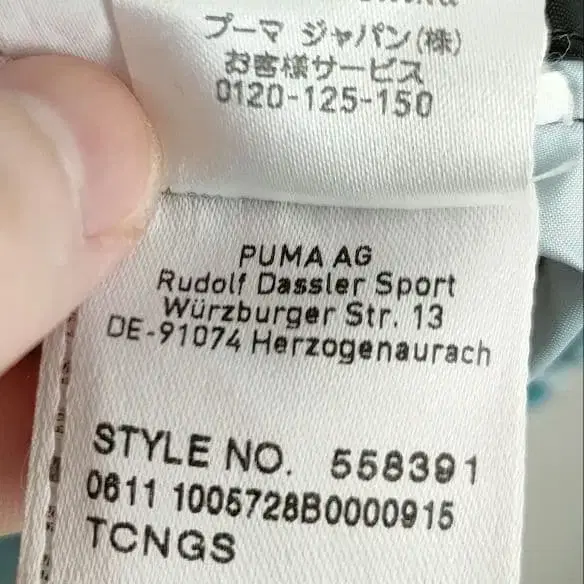 プーマ ジャパン(株)
お客様サービス
0120-125-150
PUMA AG
Rudolf Dassler Sport
Würzburger Str. 13
DE-91074 Herzogenaurach
STYLE NO. 558391
0611 1005728B0000915
TCNGS